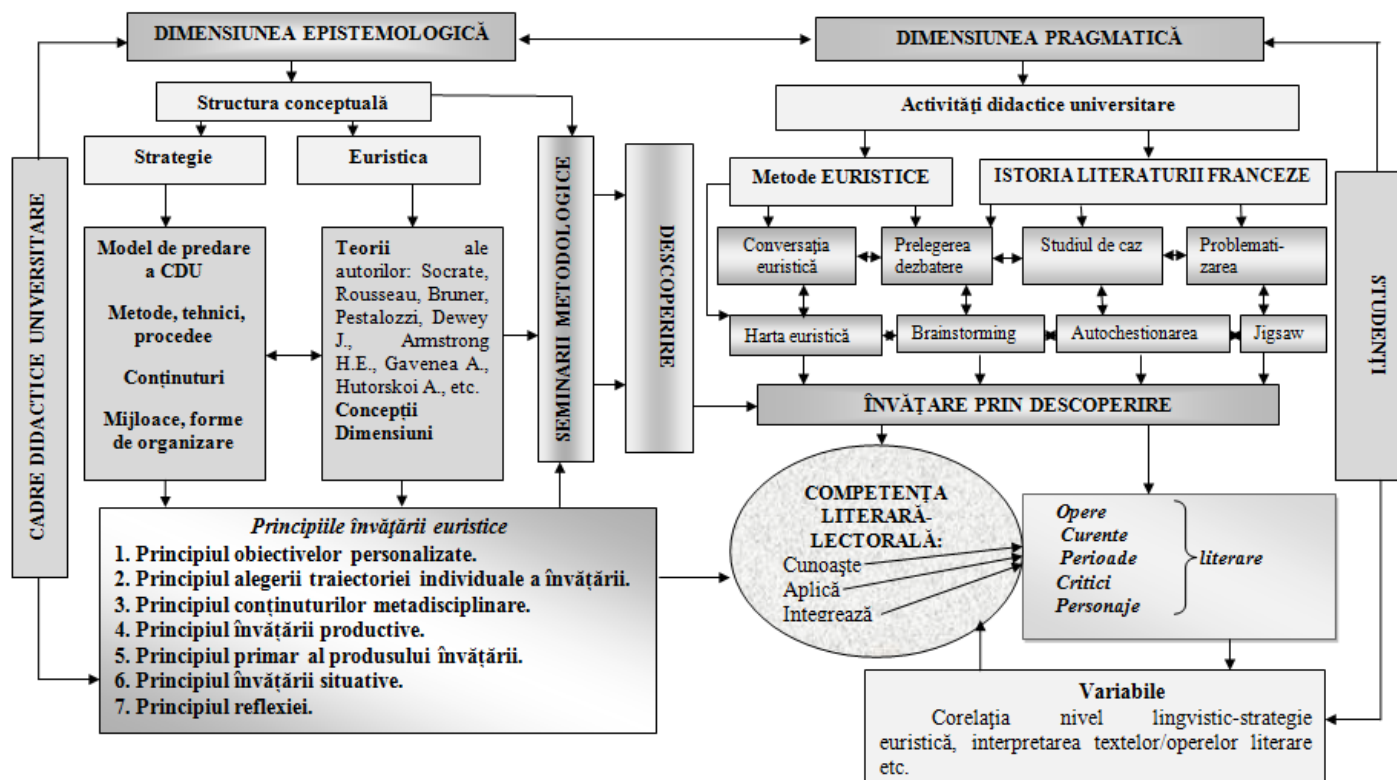 DIMENSIUNEA EPISTEMOLOGICĂ
DIMENSIUNEA PRAGMATICĂ
Structura conceptuală
Activități didactice universitare
Strategie
Euristica
CADRE DIDACTICE UNIVERSITARE
Model de predare
a CDU
Metode, tehnici,
procedee
Conținuturi
Mijloace, forme
de organizare
Teorii ale
autorilor: Socrate,
Rousseau, Bruner,
Pestalozzi, Dewey
J., Armstrong
H.E., Gavenea A.,
Hutorskoi A., etc.
Concepții
Dimensiuni
SEMINARII METODOLOGICE
DESCOPERIRE
Metode EURISTICE
ISTORIA LITERATURII FRANCEZE
Conversația
euristică
Prelegerea
dezbatere
Studiul de caz
Problemati-
zarea
Harta euristică
Brainstorming
Autochestionarea
Jigsaw
STUDENȚI
ÎNVĂȚARE PRIN DESCOPERIRE
Principiile învățării euristice
1. Principiul obiectivelor personalizate.
2. Principiul alegerii traiectoriei individuale a învățării.
3. Principiul conținuturilor metadisciplinare.
4. Principiul învățării productive.
5. Principiul primar al produsului învățării.
6. Principiul învățării situative.
7. Principiul reflexiei.
COMPETENȚA
LITERARĂ-
LECTORALĂ:
Cunoaște
Aplică
Integrează
Opere
Curente
Perioade
Critici
Personaje
literare
Variabile
Corelația nivel lingvistic-strategie
euristică, interpretarea textelor/operelor literare
etc.